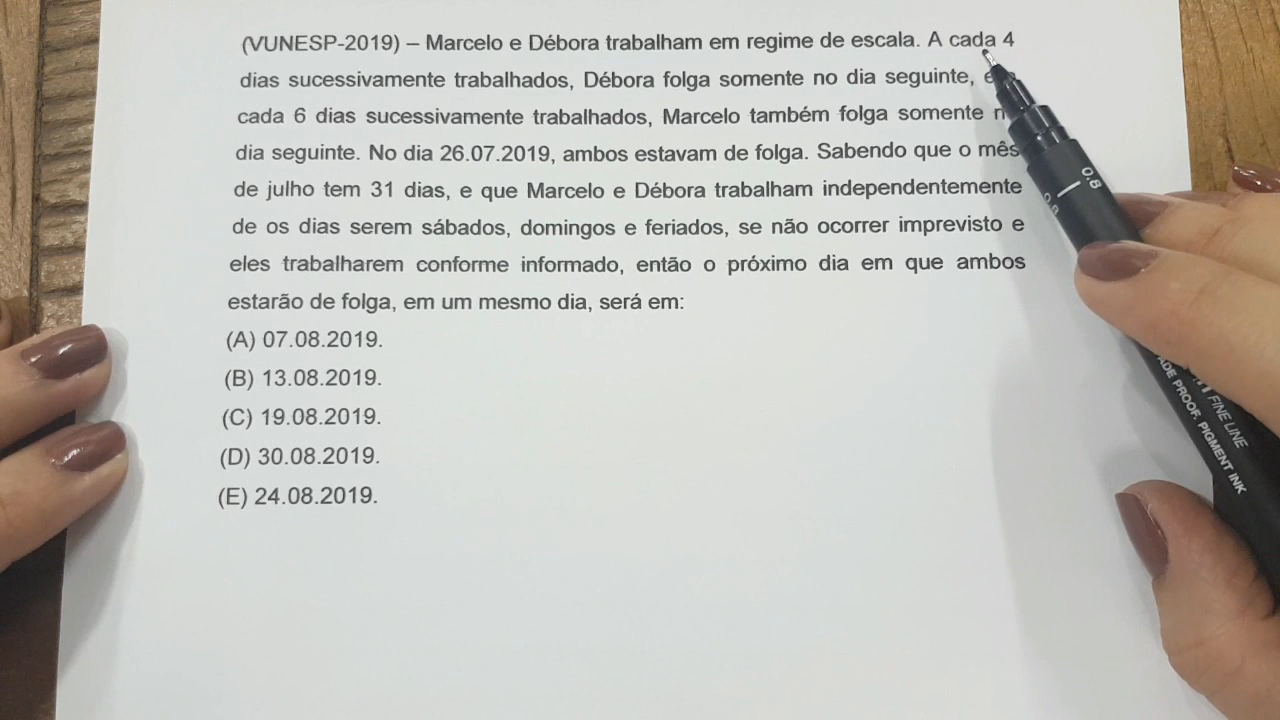 (VUNESP-2019) – Marcelo e Débora trabalham em regime de escala. A cada 4
dias sucessivamente trabalhados, Débora folga somente no dia seguinte, e
cada 6 dias sucessivamente trabalhados, Marcelo também folga somente
dia seguinte. No dia 26.07.2019, ambos estavam de folga. Sabendo que o mês
de julho tem 31 dias, e que Marcelo e Débora trabalham independentemente
de os dias serem sábados, domingos e feriados, se não ocorrer imprevisto e
eles trabalharem conforme informado, então o próximo dia em que ambos
estarão de folga, em um mesmo dia, será em:
(A) 07.08.2019.
(B) 13.08.2019.
(C) 19.08.2019.
(D) 30.08.2019.
(E) 24.08.2019.
0.8
0.8
FINE LINE
PROOF. PIGMENT INK